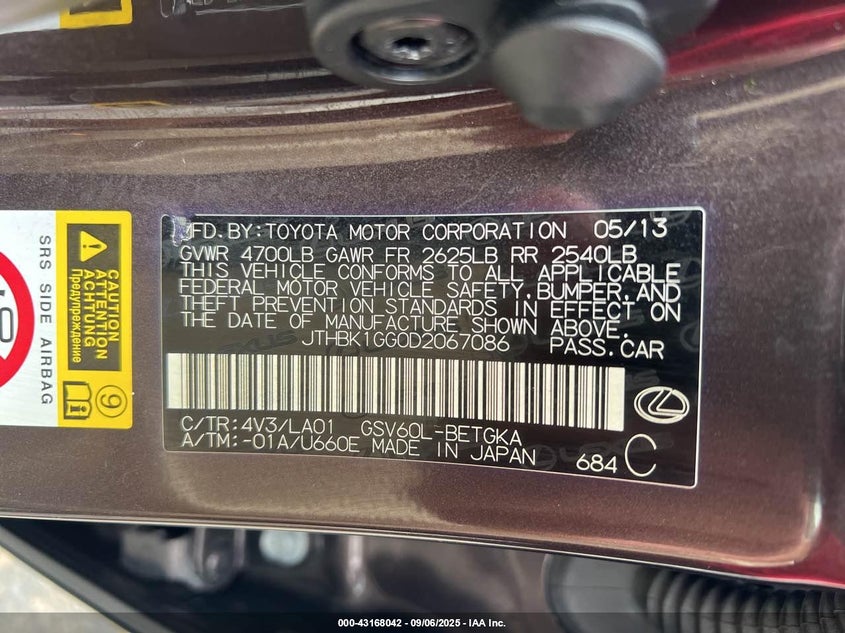 SRS SIDE AIRBAG
CAUTION
ATTENTION
ACHTUNG
Предупреждение
9
MFD. BY: TOYOTA MOTOR CORPORATION 05/13
GVWR 4700LB GAWR FR 2625LB RR 2540LB
THIS VEHICLE CONFORMS TO ALL APPLICABLE
FEDERAL MOTOR VEHICLE SAFETY, BUMPER, AND
THEFT PREVENTION STANDARDS IN EFFECT ON
THE DATE OF MANUFACTURE SHOWN ABOVE.
JTHBK1GG0D2067086 PASS. CAR
C/TR: 4V3/LA01 GSV60L-BETGKA
A/TM: -01A/U660E MADE IN JAPAN
684 C
000-43168042 - 09/06/2025 - IAA Inc.